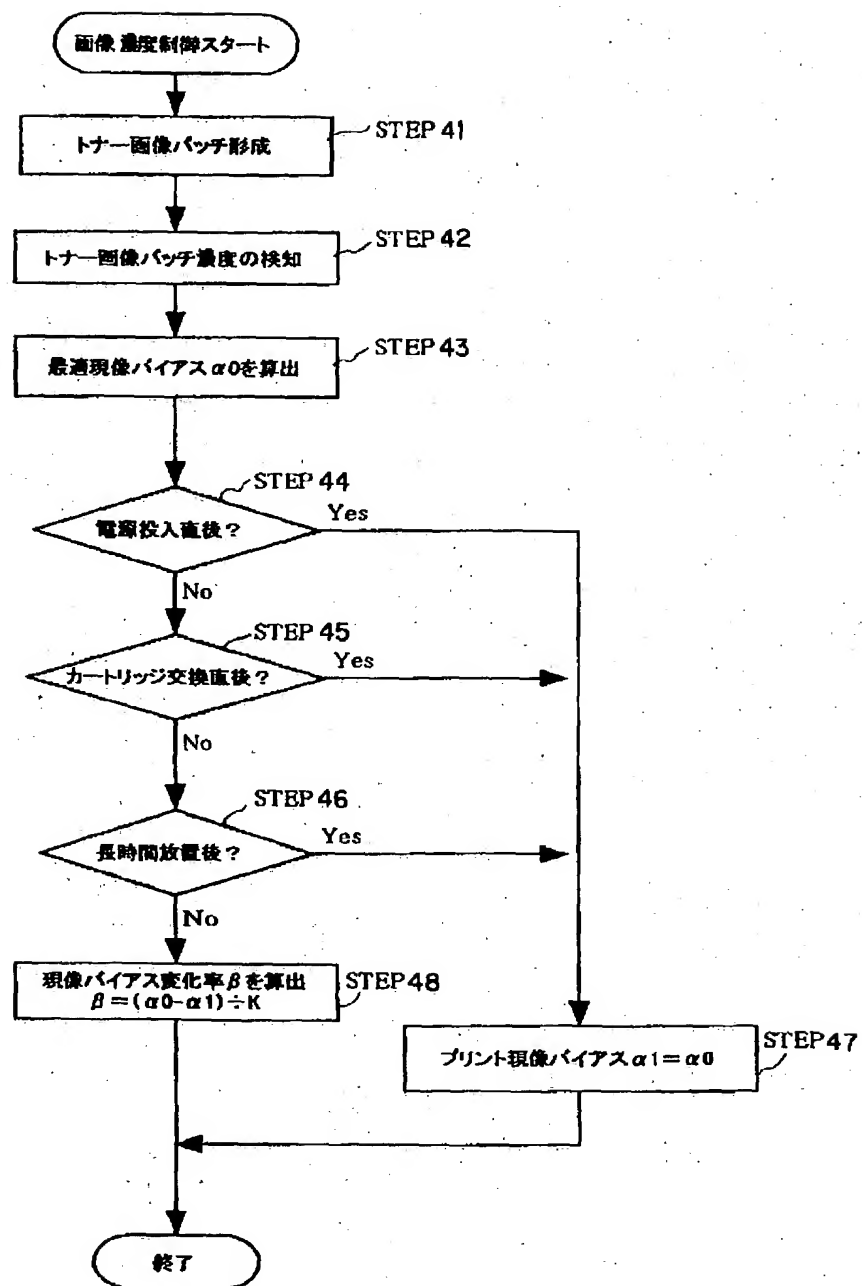 画像濃度制御スタート
トナー画像パッチ形成
STEP 41
トナー画像パッチ濃度の検知
STEP 42
最適現像バイアスα0を算出
STEP 43
STEP 44
電源投入直後?
Yes
No
STEP 45
カートリッジ交換直後?
Yes
No
STEP 46
長時間放置後?
Yes
No
現像バイアス変化率βを算出
β=(α0-α1)÷K
STEP 48
プリント現像バイアスα1=α0
STEP 47
終了